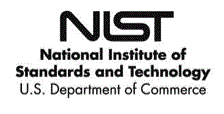 NIST
National Institute of
Standards and Technology
U.S. Department of Commerce